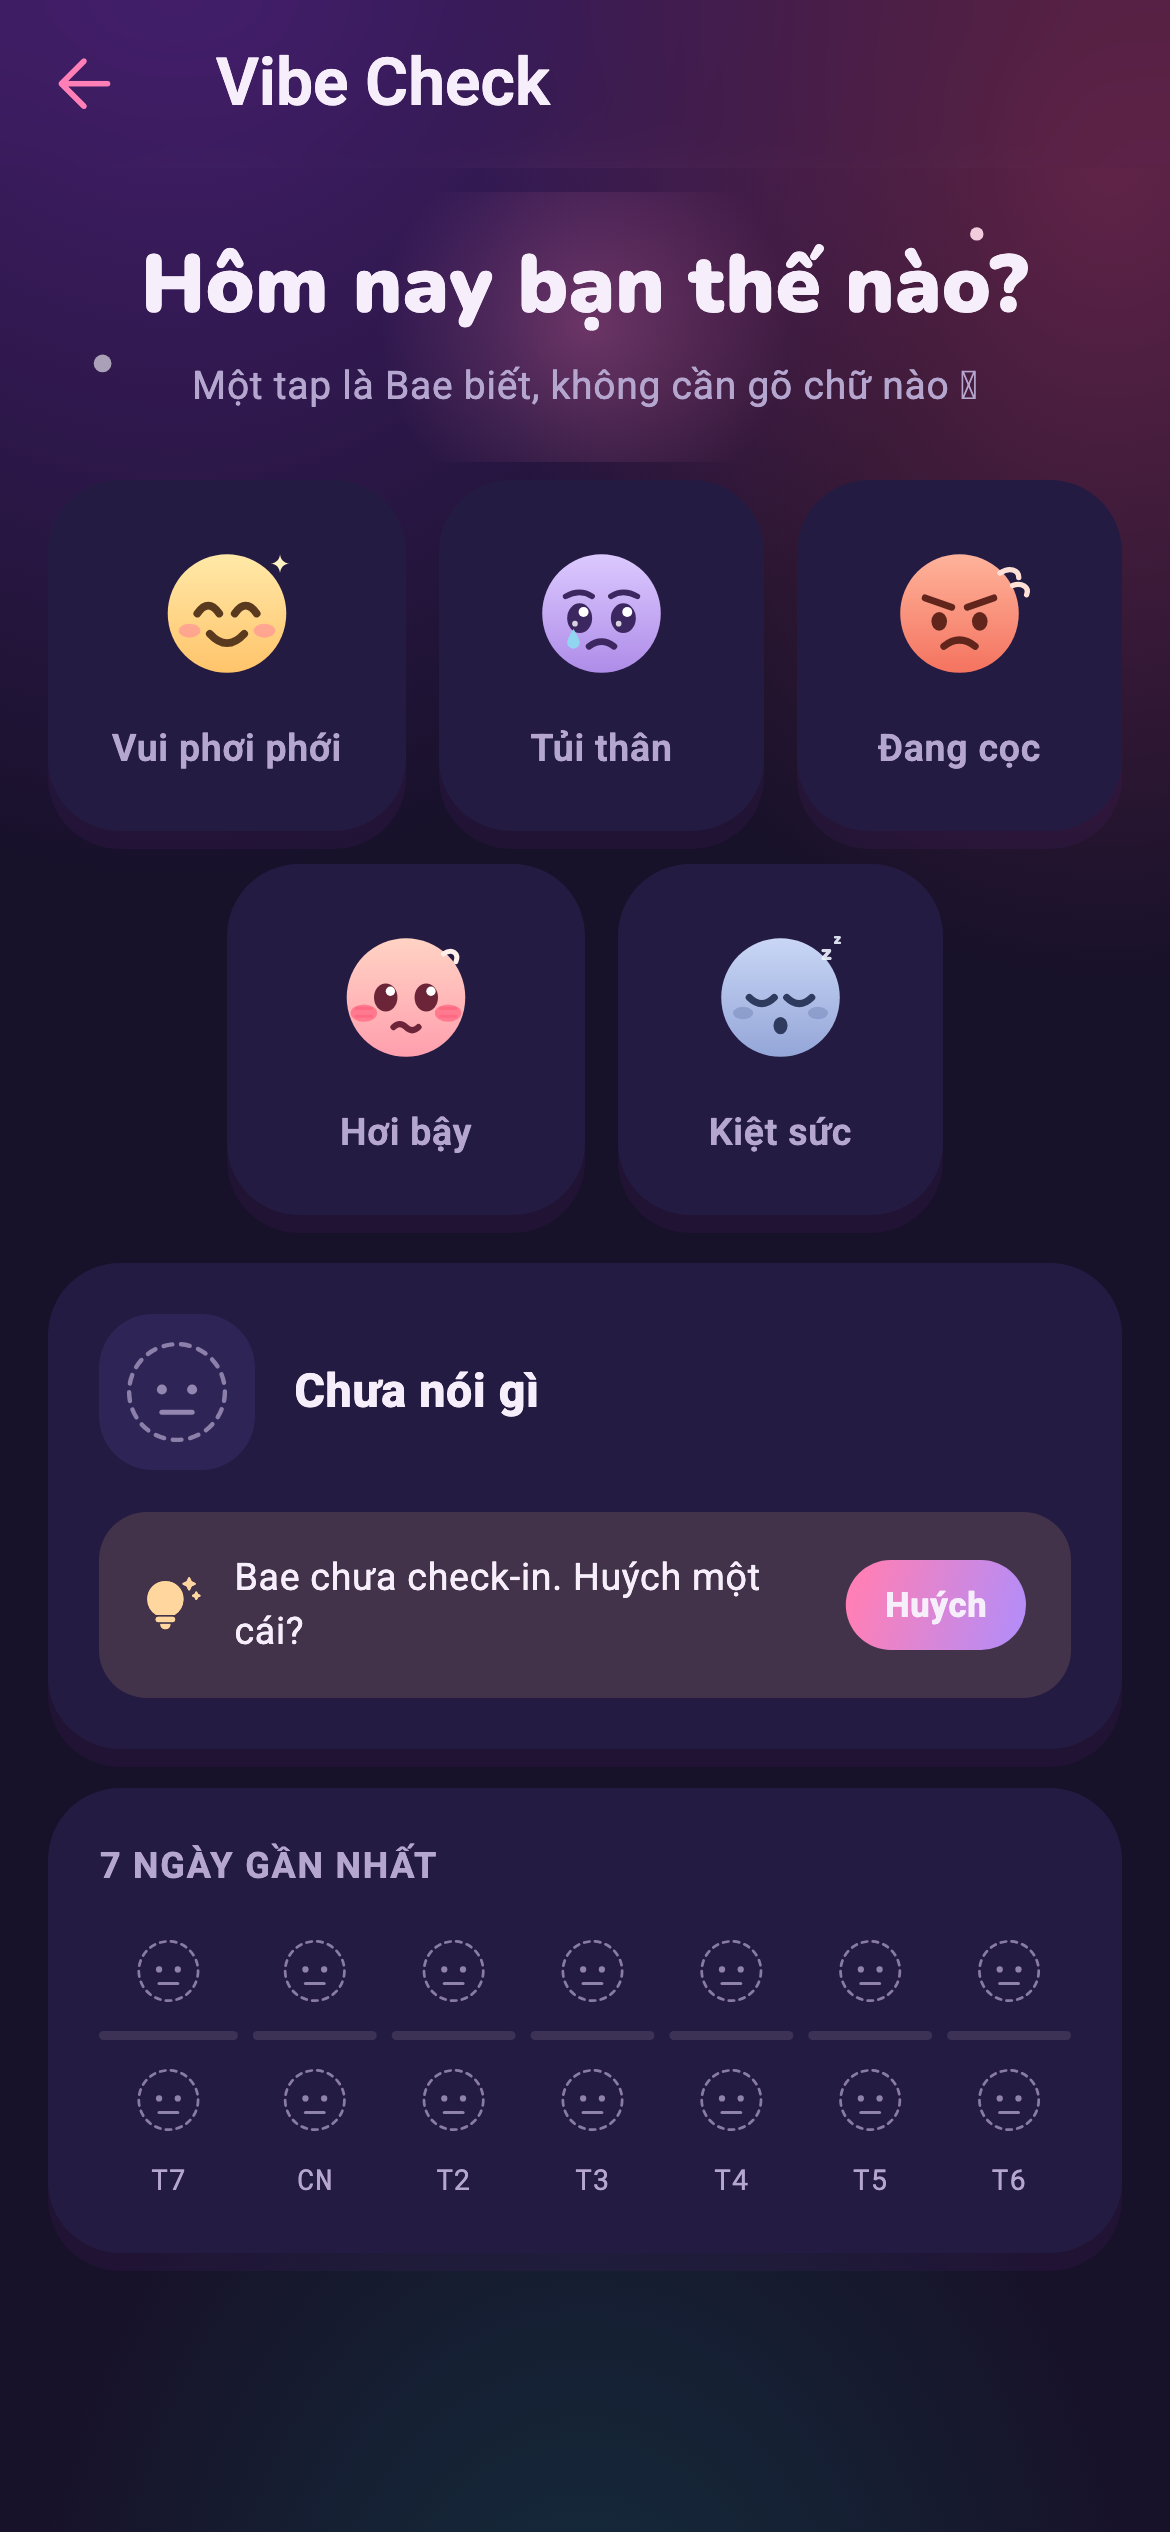 Vibe Check
Hôm nay bạn thế nào?
Một tap là Bae biết, không cần gõ chữ nào
Vui phơi phới
Tủi thân
Đang cọc
z
z
Hơi bậy
Kiệt sức
Chưa nói gì
Bae chưa check-in. Huých một
cái?
Huých
7 NGÀY GẦN NHẤT
T7
CN
T2
T3
T4
T5
T6